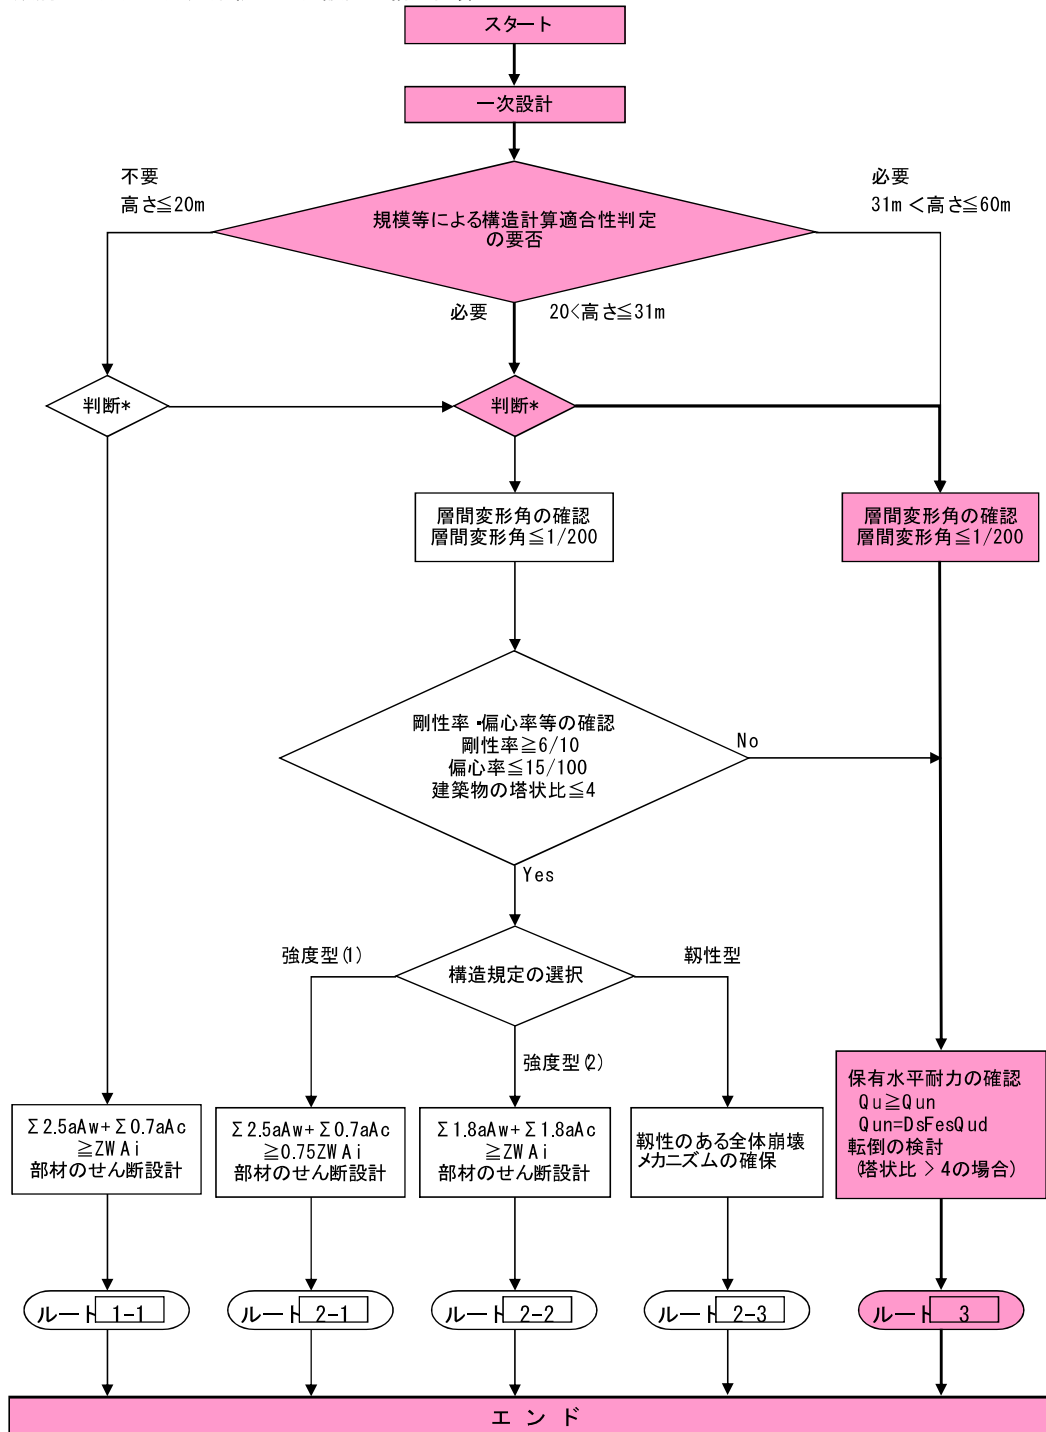 スタート
一次設計
不要
高さ≦20m
必要
31m＜高さ≦60m
規模等による構造計算適合性判定
の要否
必要
20<高さ≦31m
判断*
判断*
層間変形角の確認
層間変形角≦1/200
層間変形角の確認
層間変形角≦1/200
剛性率・偏心率等の確認
剛性率≧6/10
偏心率≦15/100
建築物の塔状比≦4
No
Yes
強度型(1)
構造規定の選択
靱性型
強度型(2)
Σ2.5aAw+Σ0.7aAc
≧ZWAi
部材のせん断設計
Σ2.5aAw+Σ0.7aAc
≧0.75ZWAi
部材のせん断設計
Σ1.8aAw+Σ1.8aAc
≧ZWAi
部材のせん断設計
靱性のある全体崩壊
メカニズムの確保
保有水平耐力の確認
Qu≧Qun
Qun=DsFesQud
転倒の検討
(塔状比 > 4の場合)
ルート 1-1
ルート 2-1
ルート 2-2
ルート 2-3
ルート 3
エ ン ド